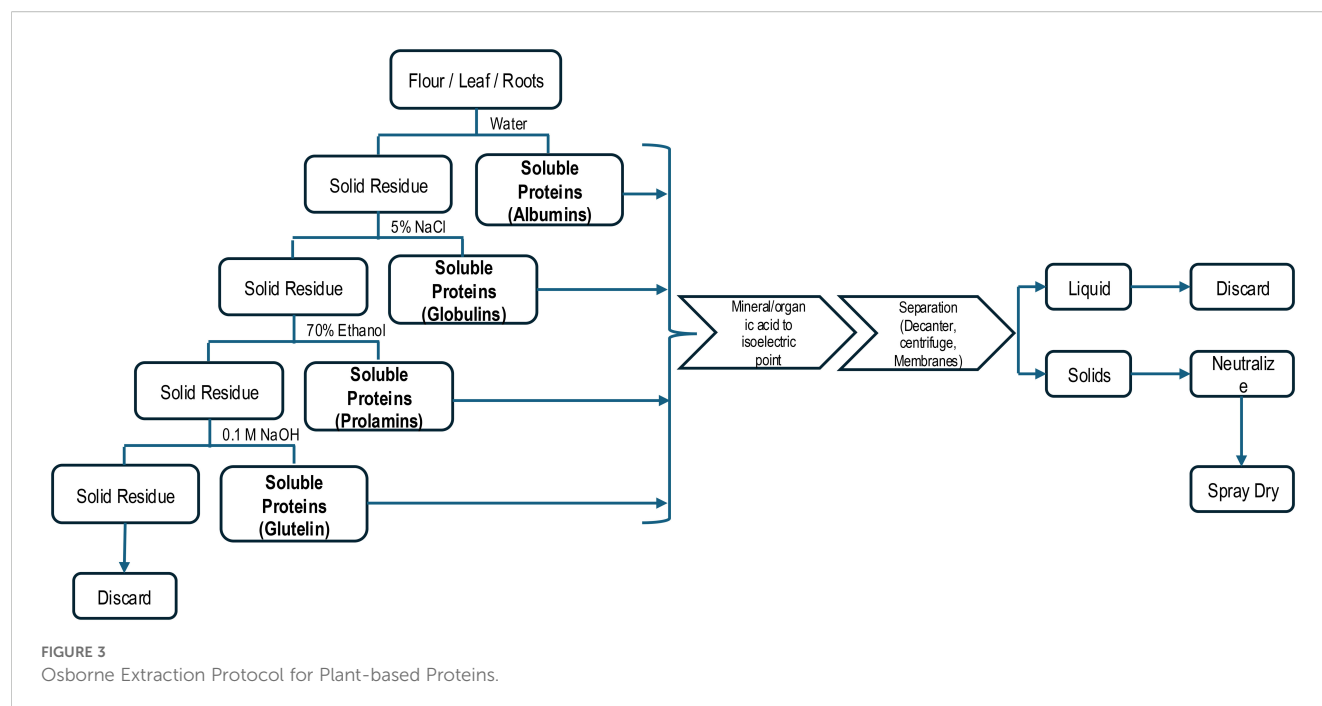 Flour / Leaf / Roots
Water
Solid Residue
Soluble
Proteins
(Albumins)
5% NaCl
Solid Residue
Soluble
Proteins
(Globulins)
70% Ethanol
Solid Residue
Soluble
Proteins
(Prolamins)
0.1 M NaOH
Solid Residue
Soluble
Proteins
(Glutelin)
Discard
Mineral/organ
ic acid to
isoelectric
point
Separation
(Decanter,
centrifuge,
Membranes)
Liquid
Discard
Solids
Neutraliz
e
Spray Dry
FIGURE 3
Osborne Extraction Protocol for Plant-based Proteins.